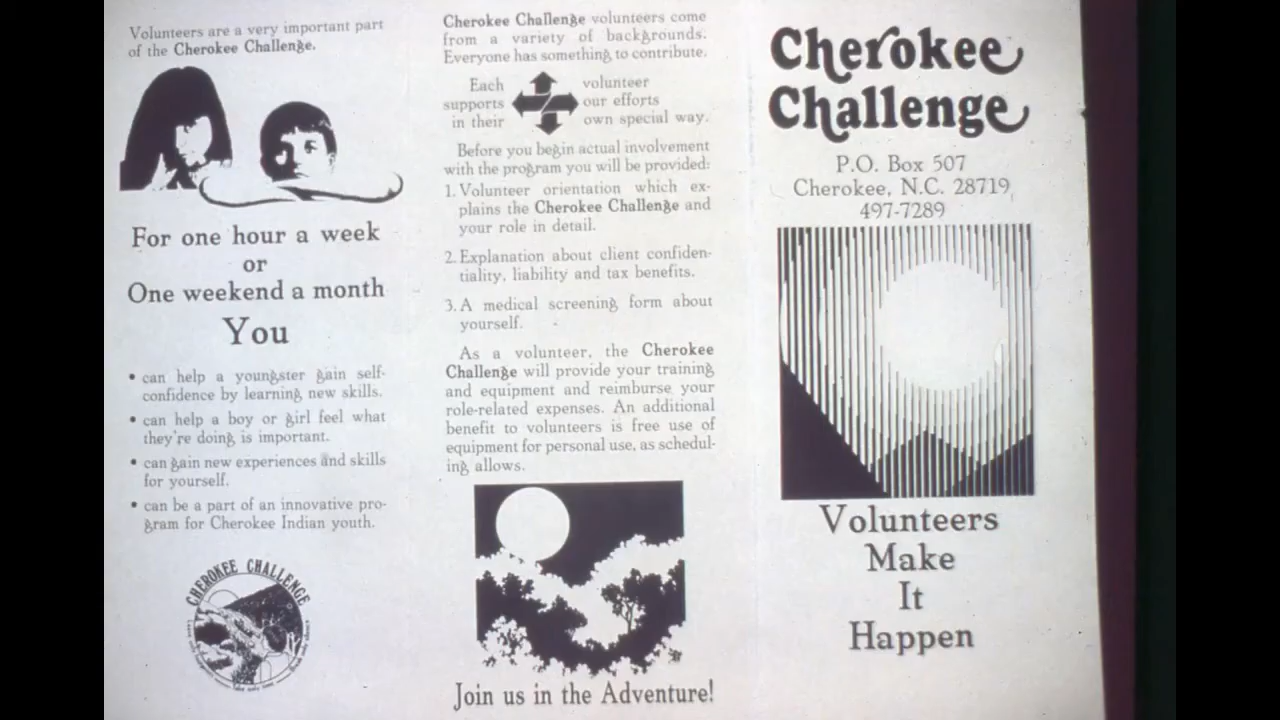 Volunteers are a very important part
of the Cherokee Challenge.
For one hour a week
or
One weekend a month
You
• can help a youngster gain self-
confidence by learning new skills.
• can help a boy or girl feel what
they're doing is important.
• can gain new experiences and skills
for yourself.
• can be a part of an innovative pro-
gram for Cherokee Indian youth.
CHEROKEE CHALLENGE
Cherokee Challenge volunteers come
from a variety of backgrounds.
Everyone has something to contribute.
Each volunteer
supports our efforts
in their own special way.
Before you begin actual involvement
with the program you will be provided:
1. Volunteer orientation which ex-
plains the Cherokee Challenge and
your role in detail.
2. Explanation about client confiden-
tiality, liability and tax benefits.
3. A medical screening form about
yourself.
As a volunteer, the Cherokee
Challenge will provide your training
and equipment and reimburse your
role-related expenses. An additional
benefit to volunteers is free use of
equipment for personal use, as schedul-
ing allows.
Join us in the Adventure!
Cherokee
Challenge
P.O. Box 507
Cherokee, N.C. 28719
497-7289
Volunteers
Make
It
Happen